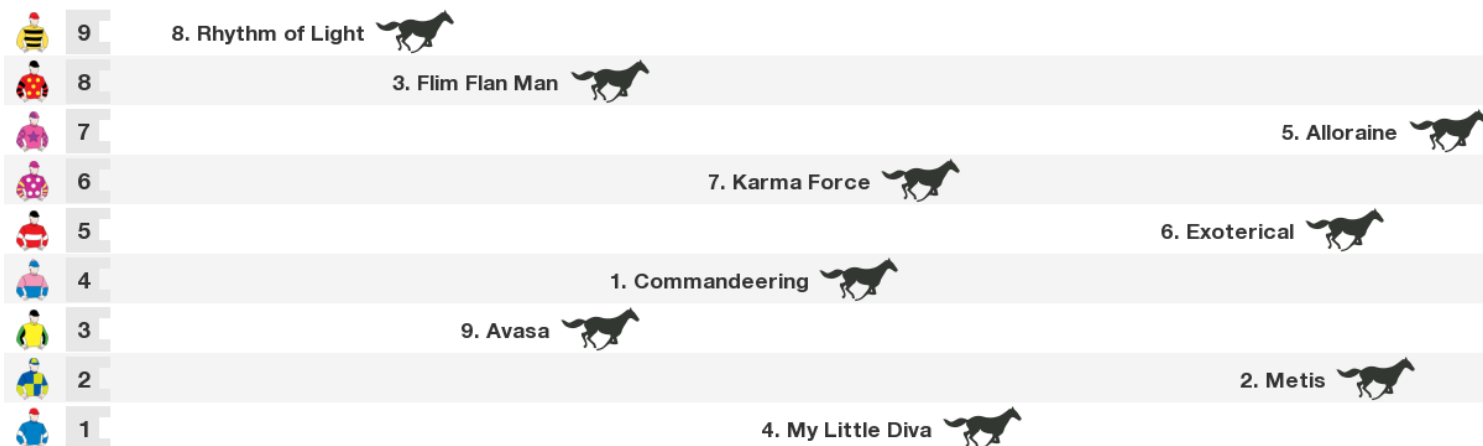 9 8. Rhythm of Light
8 3. Flim Flan Man
7 5. Alloraine
6 7. Karma Force
5 6. Exoterical
4 1. Commandeering
3 9. Avasa
2 2. Metis
1 4. My Little Diva